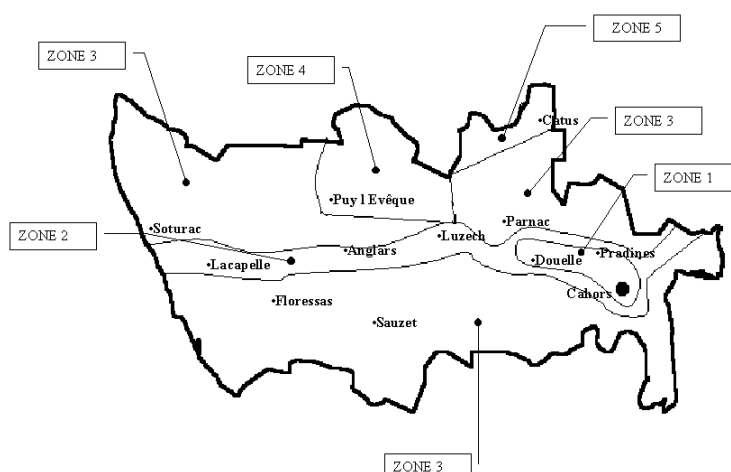 ZONE 5
ZONE 3
ZONE 4
ZONE 3
Catus
ZONE 1
Puy l Evêque
Parnac
Soturac
Luzech
ZONE 2
Anglars
Pradines
Lacapelle
Douelle
Cahors
Floressas
Sauzet
ZONE 3